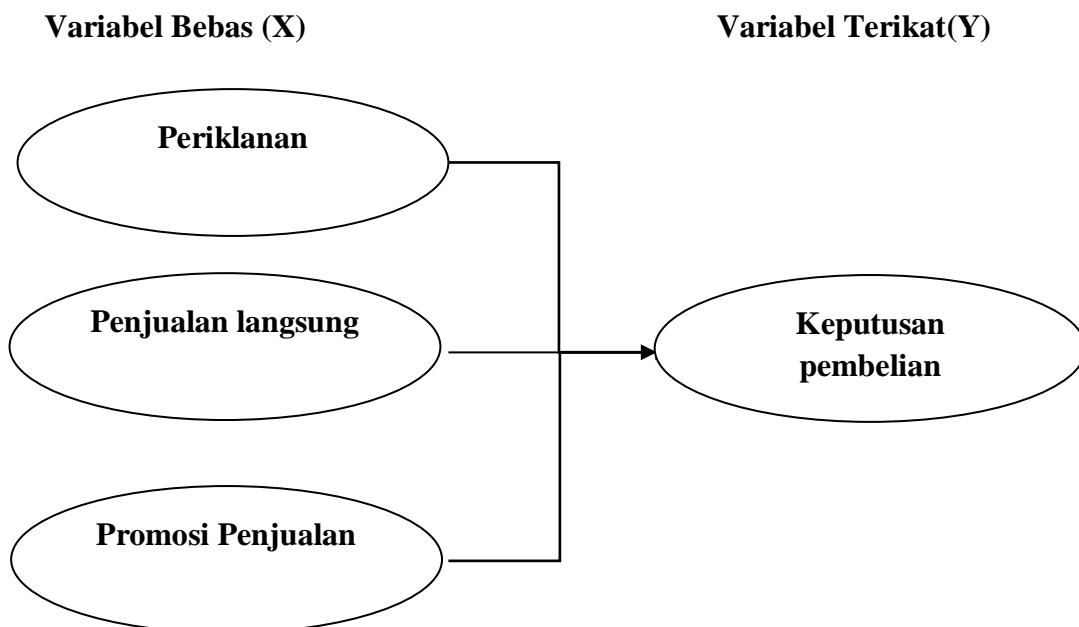 Variabel Bebas (X)
Variabel Terikat(Y)
Periklanan
Penjualan langsung
Keputusan
pembelian
Promosi Penjualan